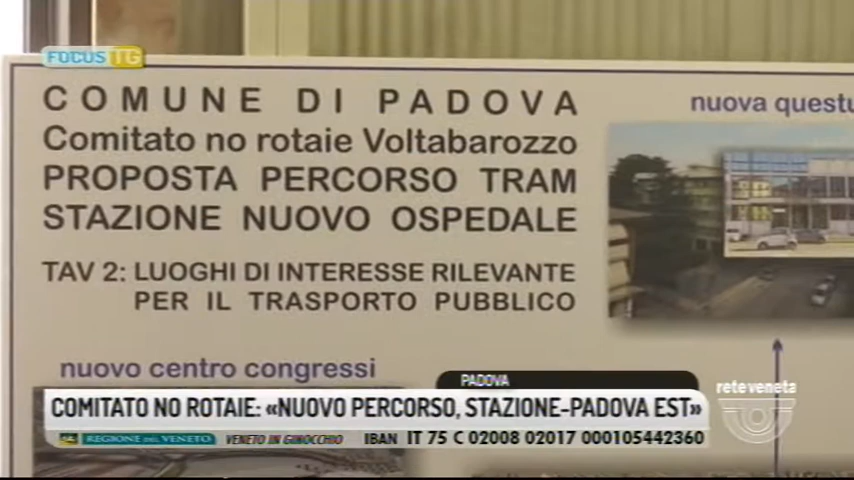 FOCUS TG
COMUNE DI PADOVA
Comitato no rotaie Voltabarozzo
PROPOSTA PERCORSO TRAM
STAZIONE NUOVO OSPEDALE
TAV 2: LUOGHI DI INTERESSE RILEVANTE
PER IL TRASPORTO PUBBLICO
nuova questu
nuovo centro congressi
PADOVA
COMITATO NO ROTAIE: «NUOVO PERCORSO, STAZIONE-PADOVA EST»
reteveneta
REGIONE DEL VENETO VENETO IN GINOCCHIO IBAN IT 75 C 02008 02017 000105442360